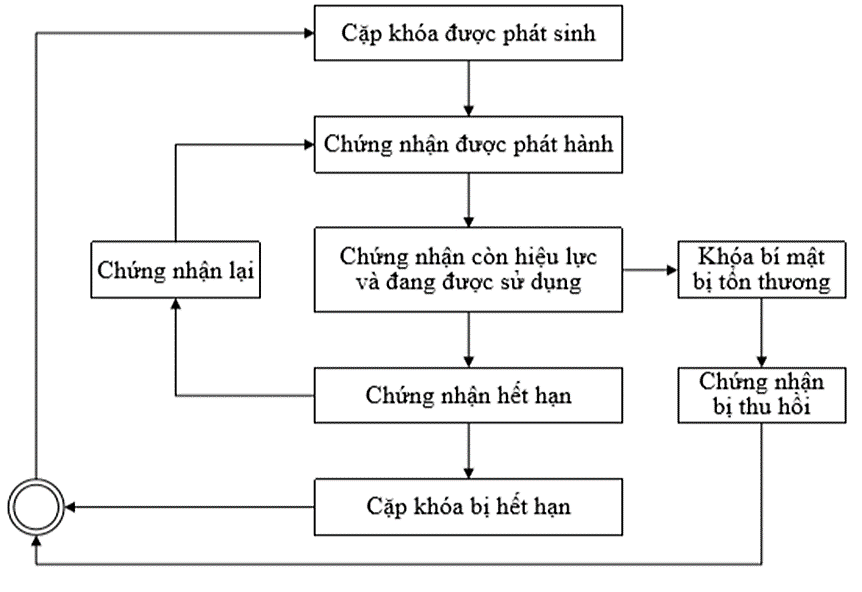 Cặp khóa được phát sinh
Chứng nhận được phát hành
Chứng nhận lại
Chứng nhận còn hiệu lực
và đang được sử dụng
Khóa bí mật
bị tổn thương
Chứng nhận hết hạn
Chứng nhận
bị thu hồi
Cặp khóa bị hết hạn